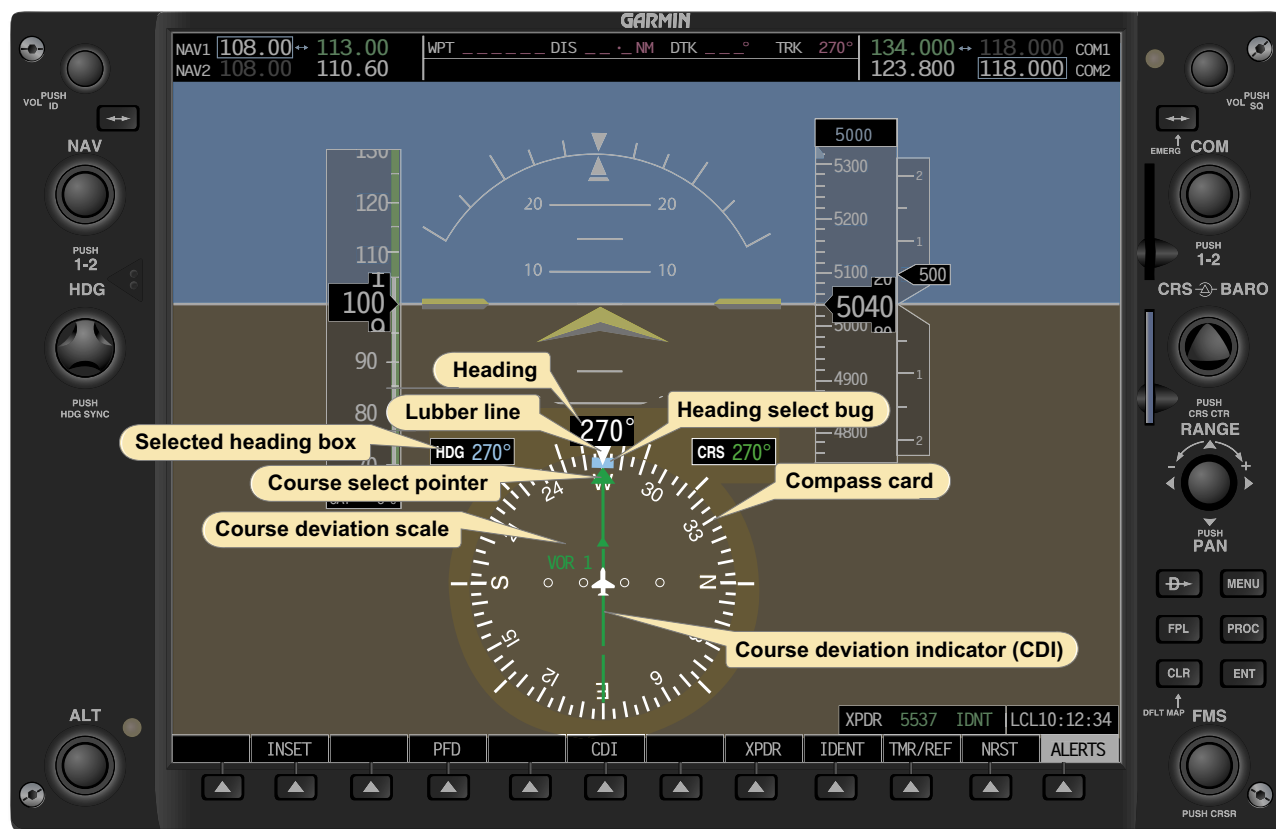 GARMIN
NAV1 108.00 ↔ 113.00
NAV2 108.00 110.60
WPT _ _ _ _ _ _ DIS _ _ . _ NM DTK _ _ _° TRK 270°
134.000 ↔ 118.000 COM1
123.800 118.000 COM2
VOL PUSH ID
NAV
PUSH
1-2
HDG
PUSH
HDG SYNC
ALT
VOL PUSH SQ
EMERG
COM
PUSH
1-2
CRS BARO
PUSH
CRS CTR
RANGE
- +
PUSH
PAN
D MENU
FPL PROC
CLR ENT
DFLT MAP
FMS
PUSH CRSR
130
120
110
100
90
80
20 20
10 10
5000
5300
5200
5100
5040
5000
4900
4800
2
1
500
1
2
Heading
Lubber line
Heading select bug
Selected heading box
270°
HDG 270°
CRS 270°
Course select pointer
Compass card
Course deviation scale
VOR 1
24
W
30
33
N
6
E
12
15
S
Course deviation indicator (CDI)
XPDR 5537 IDNT LCL10:12:34
INSET PFD CDI XPDR IDENT TMR/REF NRST ALERTS